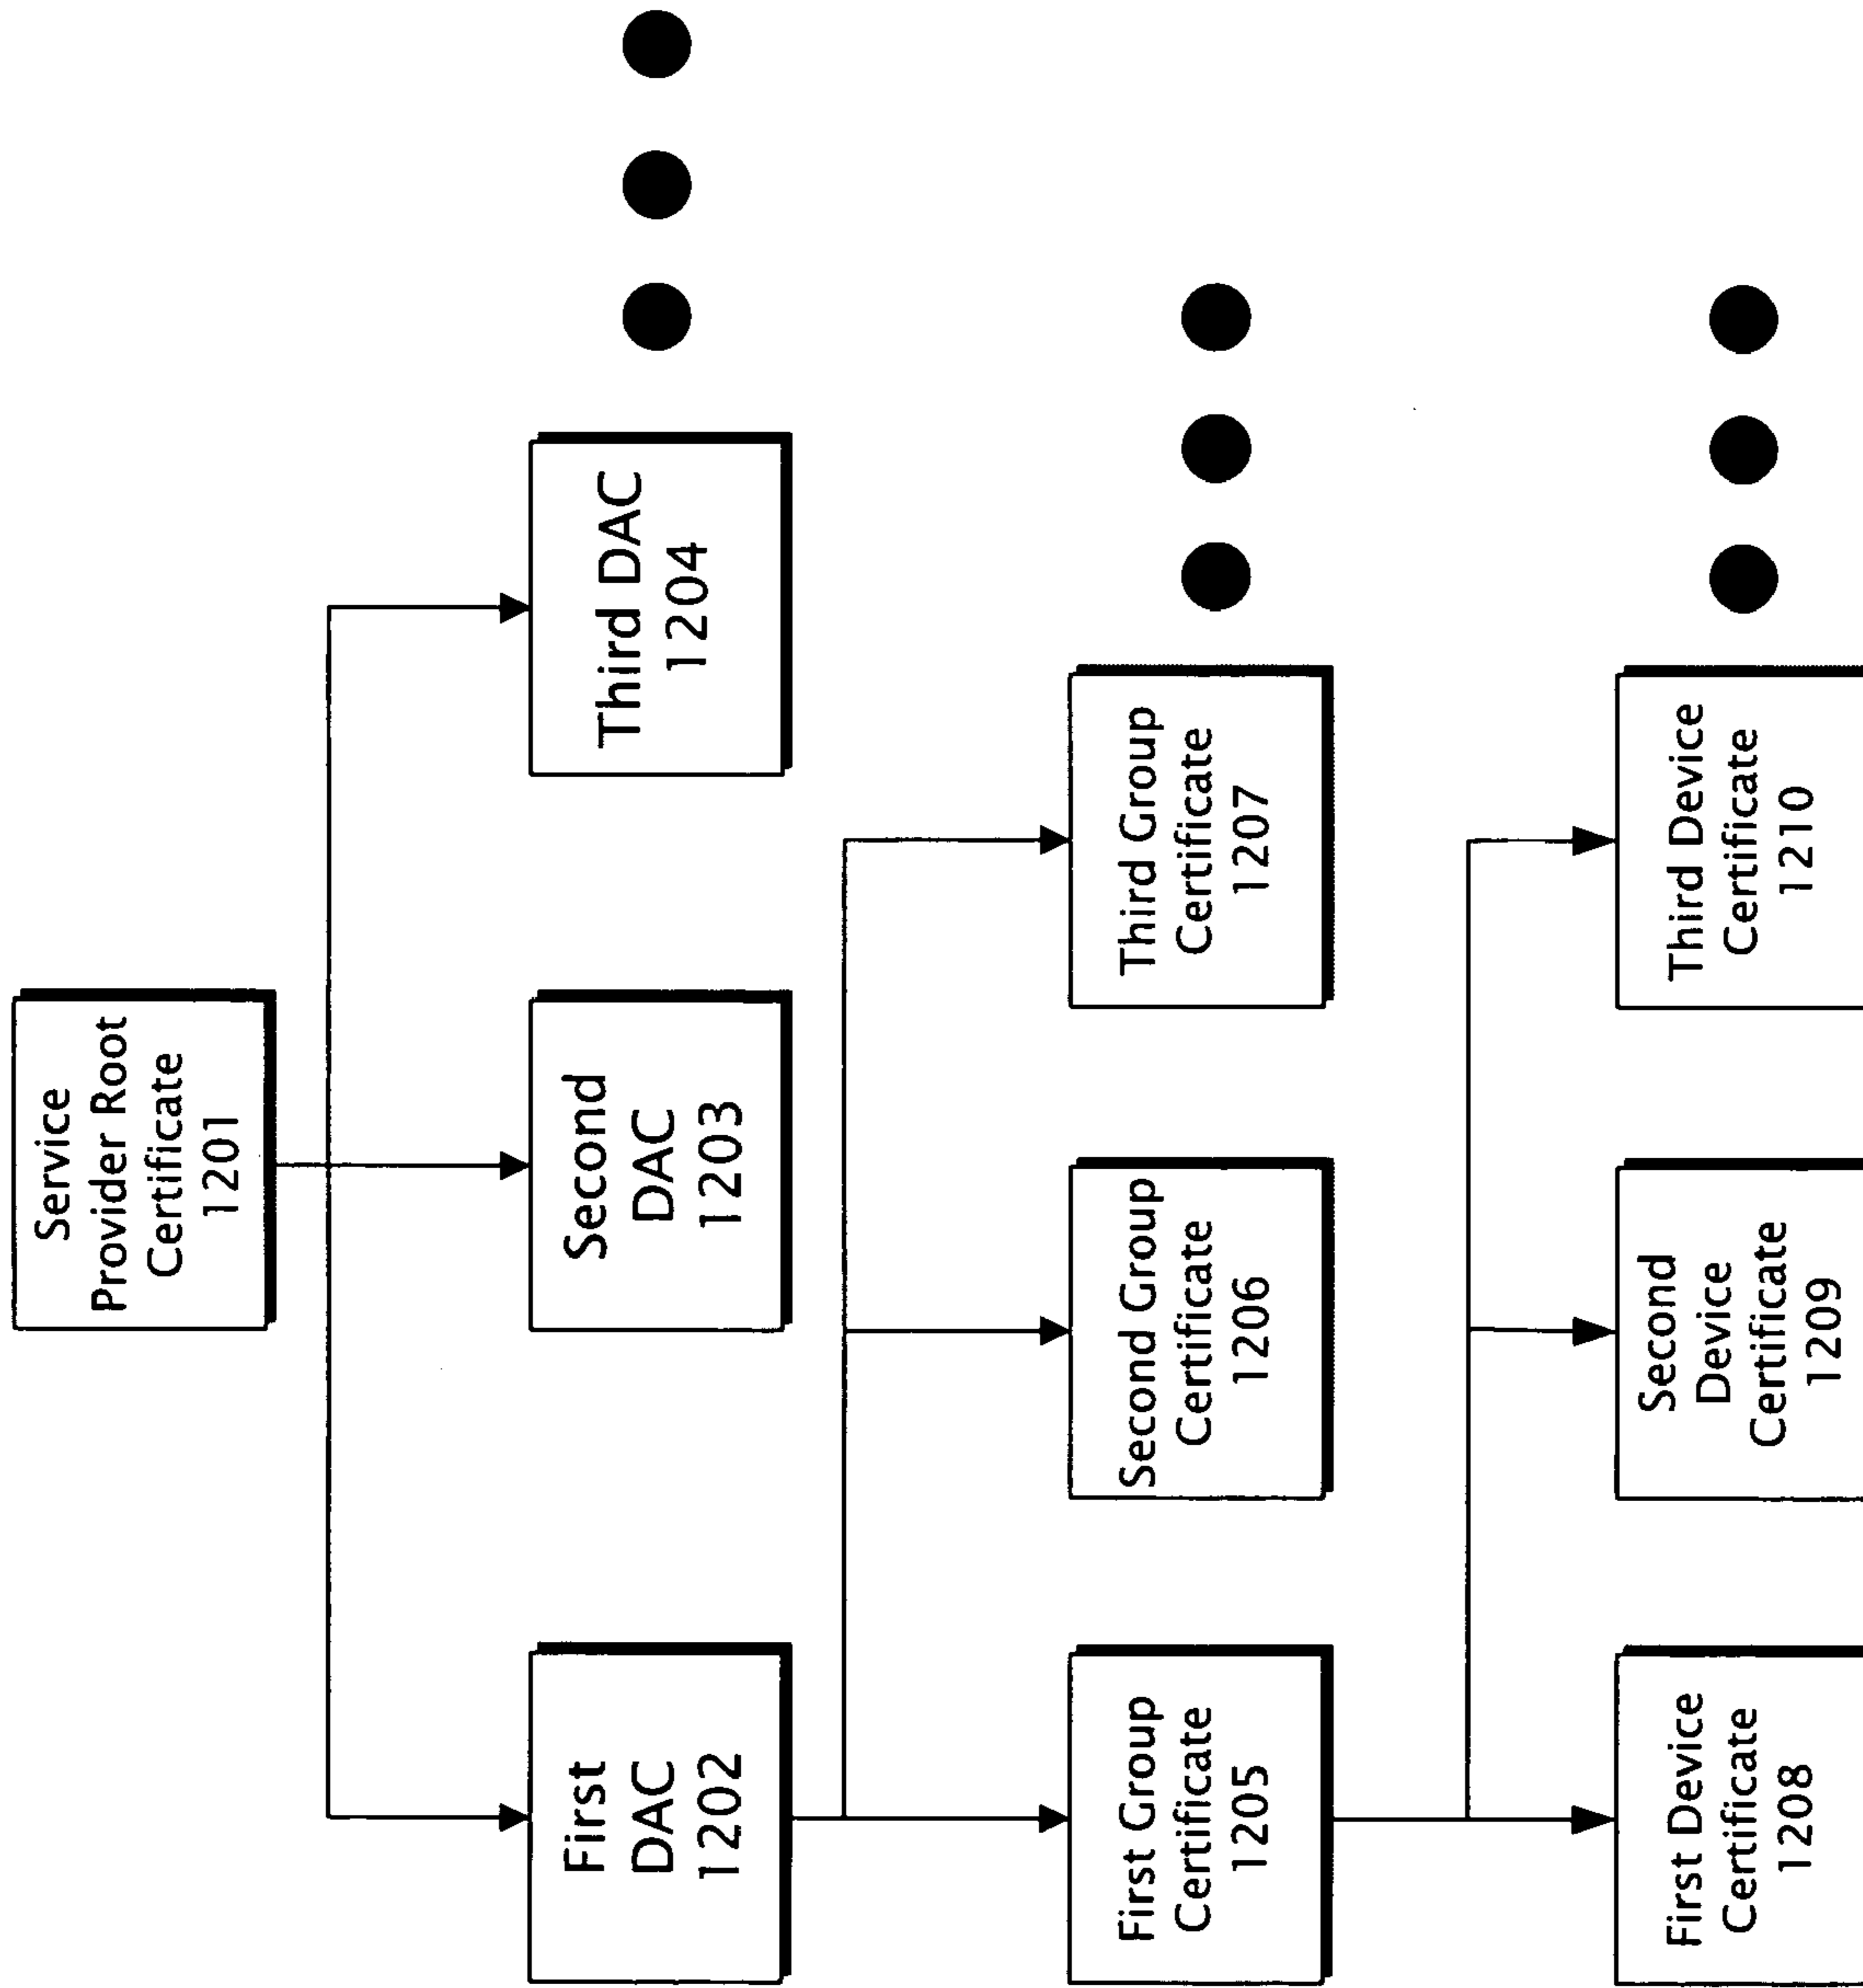 Service
Provider Root
Certificate
1201
First
DAC
1202
Second
DAC
1203
Third DAC
1204
First Group
Certificate
1205
Second Group
Certificate
1206
Third Group
Certificate
1207
First Device
Certificate
1208
Second
Device
Certificate
1209
Third Device
Certificate
1210